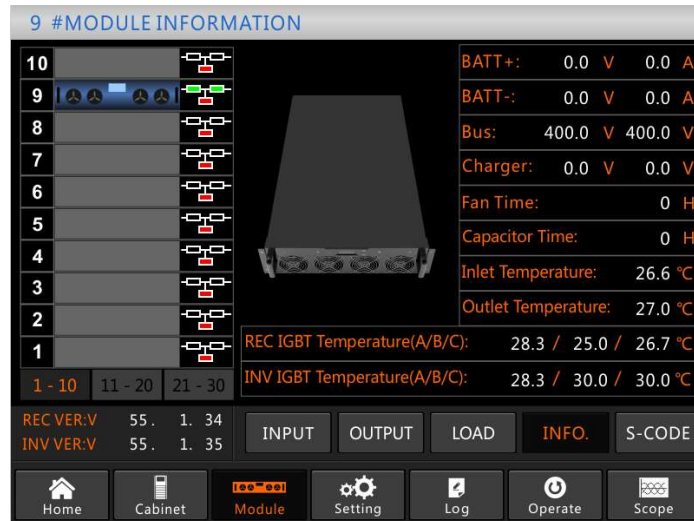 9 #MODULE INFORMATION
10
9
8
7
6
5
4
3
2
1
1 - 10 11 - 20 21 - 30
BATT+: 0.0 V 0.0 A
BATT-: 0.0 V 0.0 A
Bus: 400.0 V 400.0 V
Charger: 0.0 V 0.0 V
Fan Time: 0 H
Capacitor Time: 0 H
Inlet Temperature: 26.6 ℃
Outlet Temperature: 27.0 ℃
REC IGBT Temperature(A/B/C): 28.3 / 25.0 / 26.7 ℃
INV IGBT Temperature(A/B/C): 28.3 / 30.0 / 30.0 ℃
REC VER:V 55. 1. 34
INV VER:V 55. 1. 35
INPUT OUTPUT LOAD INFO. S-CODE
Home Cabinet Module Setting Log Operate Scope